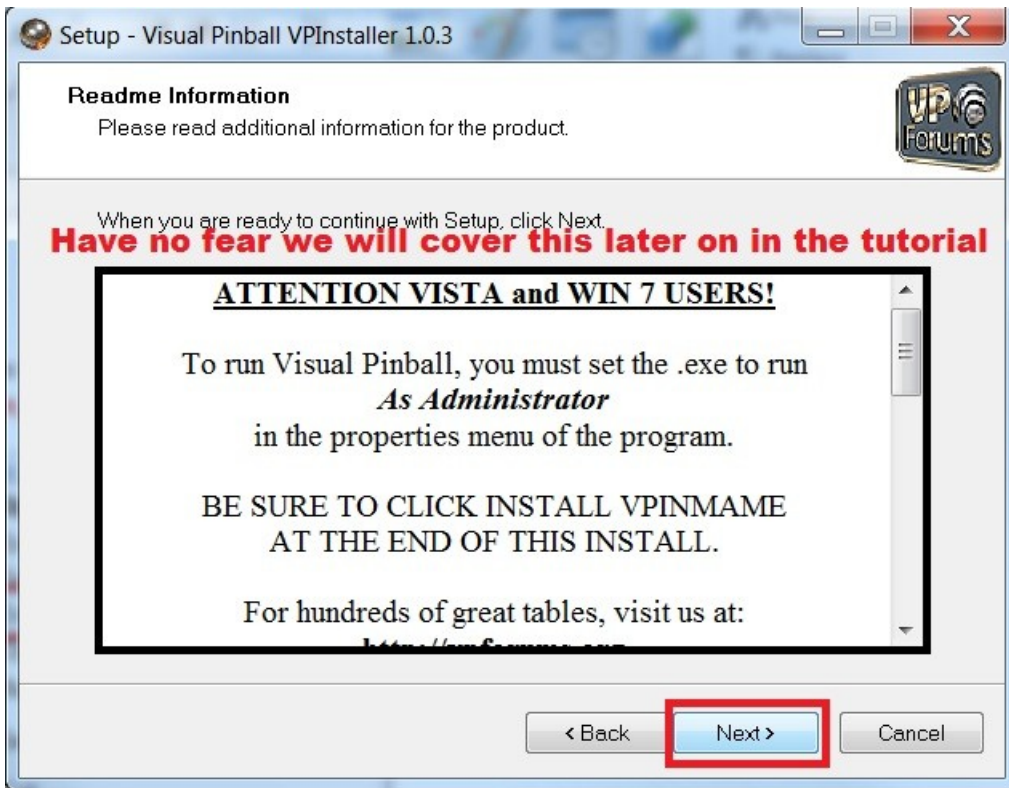 Setup - Visual Pinball VPInstaller 1.0.3
X
Readme Information
Please read additional information for the product.
VP
Forums
When you are ready to continue with Setup, click Next.
Have no fear we will cover this later on in the tutorial
ATTENTION VISTA and WIN 7 USERS!
To run Visual Pinball, you must set the .exe to run
As Administrator
in the properties menu of the program.
BE SURE TO CLICK INSTALL VPINMAME
AT THE END OF THIS INSTALL.
For hundreds of great tables, visit us at:
< Back
Next >
Cancel